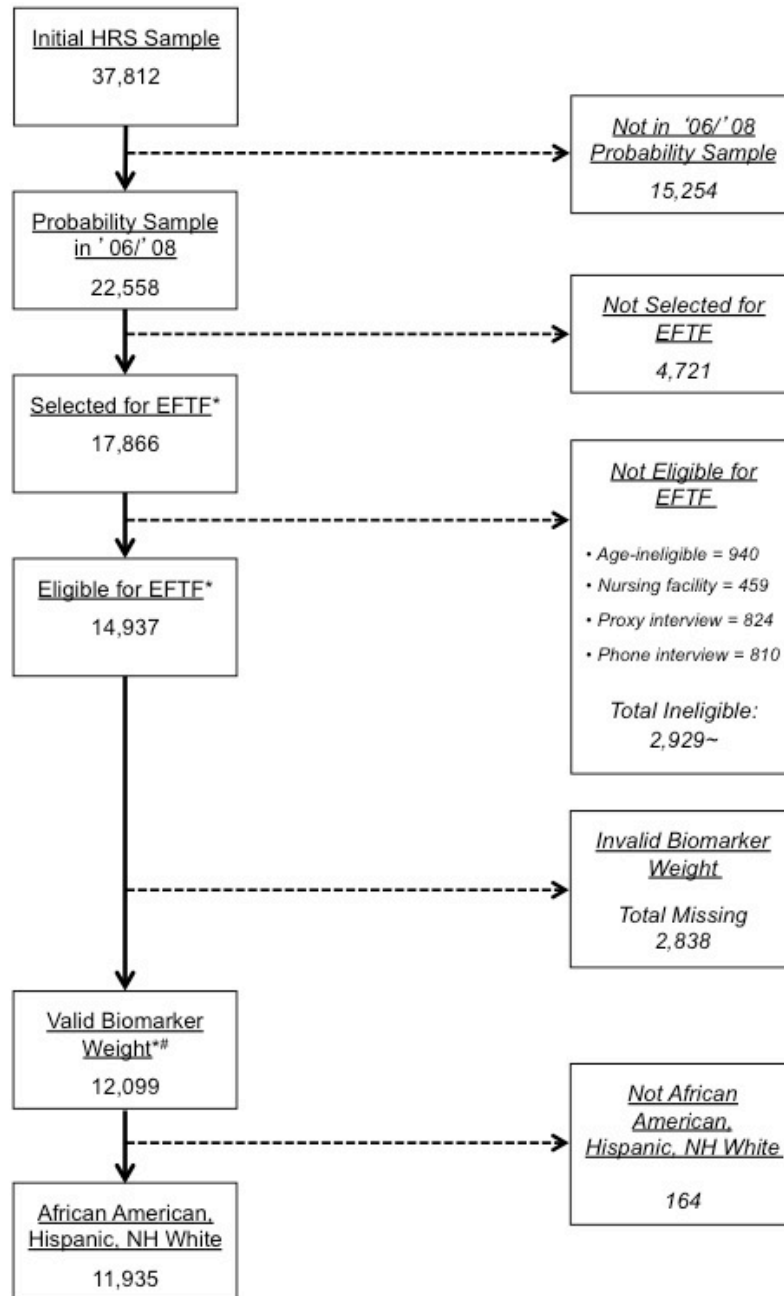 Initial HRS Sample
37,812
Not in ‘06/’08
Probability Sample
15,254
Probability Sample
in ’06/’08
22,558
Not Selected for
EFTF
4,721
Selected for EFTF*
17,866
Not Eligible for
EFTF
• Age-ineligible = 940
• Nursing facility = 459
• Proxy interview = 824
• Phone interview = 810
Total Ineligible:
2,929~
Eligible for EFTF*
14,937
Invalid Biomarker
Weight
Total Missing
2,838
Valid Biomarker
Weight*#
12,099
Not African
American,
Hispanic, NH White
164
African American,
Hispanic, NH White
11,935